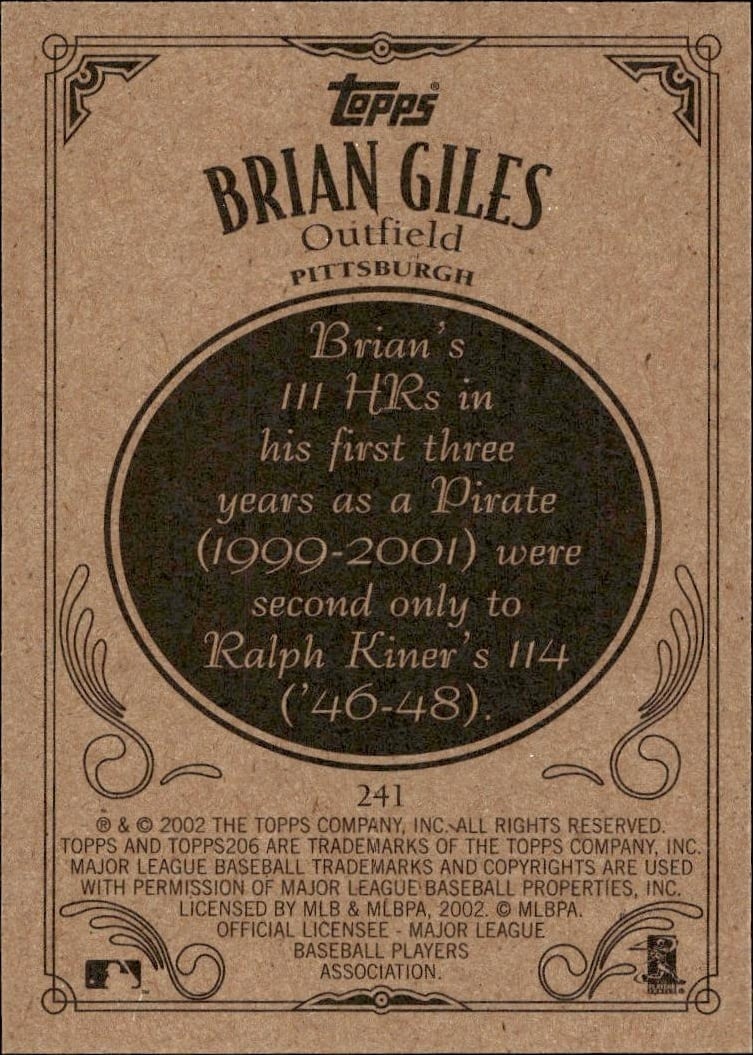 Topps®
BRIAN GILES
Outfield
PITTSBURGH
Brian's
111 HRs in
his first three
years as a Pirate
(1999-2001) were
second only to
Ralph Kiner's 114
('46-48).
241
® & © 2002 THE TOPPS COMPANY, INC. ALL RIGHTS RESERVED.
TOPPS AND TOPPS206 ARE TRADEMARKS OF THE TOPPS COMPANY, INC.
MAJOR LEAGUE BASEBALL TRADEMARKS AND COPYRIGHTS ARE USED
WITH PERMISSION OF MAJOR LEAGUE BASEBALL PROPERTIES, INC.
LICENSED BY MLB & MLBPA, 2002. © MLBPA.
OFFICIAL LICENSEE - MAJOR LEAGUE
BASEBALL PLAYERS
ASSOCIATION.